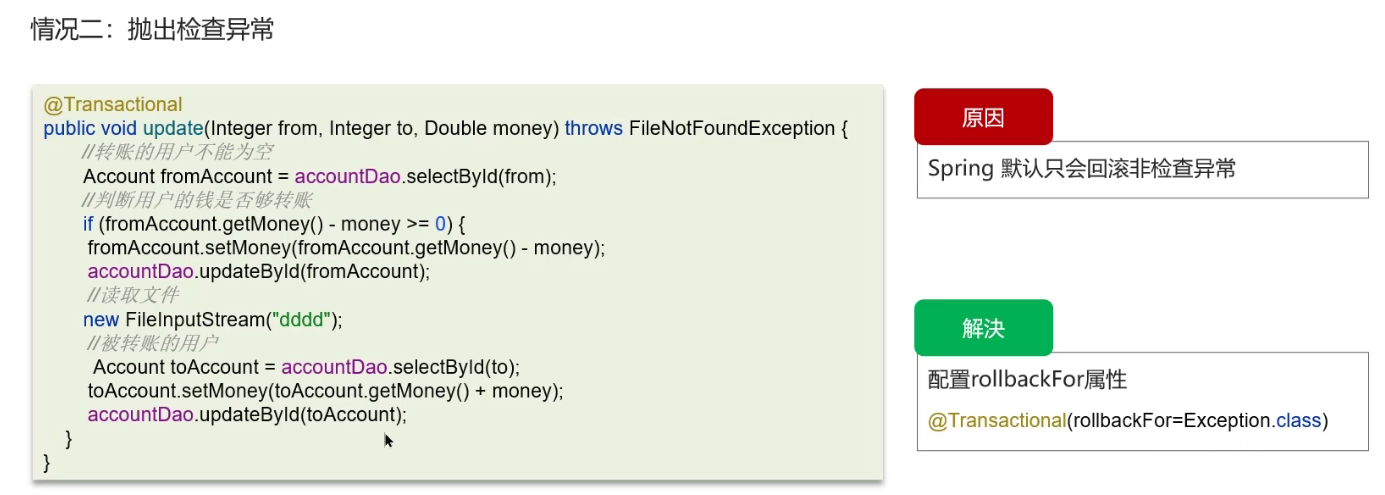 情况二：抛出检查异常
@Transactional
public void update(Integer from, Integer to, Double money) throws FileNotFoundException {
//转账的用户不能为空
Account fromAccount = accountDao.selectById(from);
//判断用户的钱是否够转账
if (fromAccount.getMoney() - money >= 0) {
fromAccount.setMoney(fromAccount.getMoney() - money);
accountDao.updateById(fromAccount);
//读取文件
new FileInputStream("dddd");
//被转账的用户
Account toAccount = accountDao.selectById(to);
toAccount.setMoney(toAccount.getMoney() + money);
accountDao.updateById(toAccount);
}
}
原因
Spring 默认只会回滚非检查异常
解决
配置rollbackFor属性
@Transactional(rollbackFor=Exception.class)